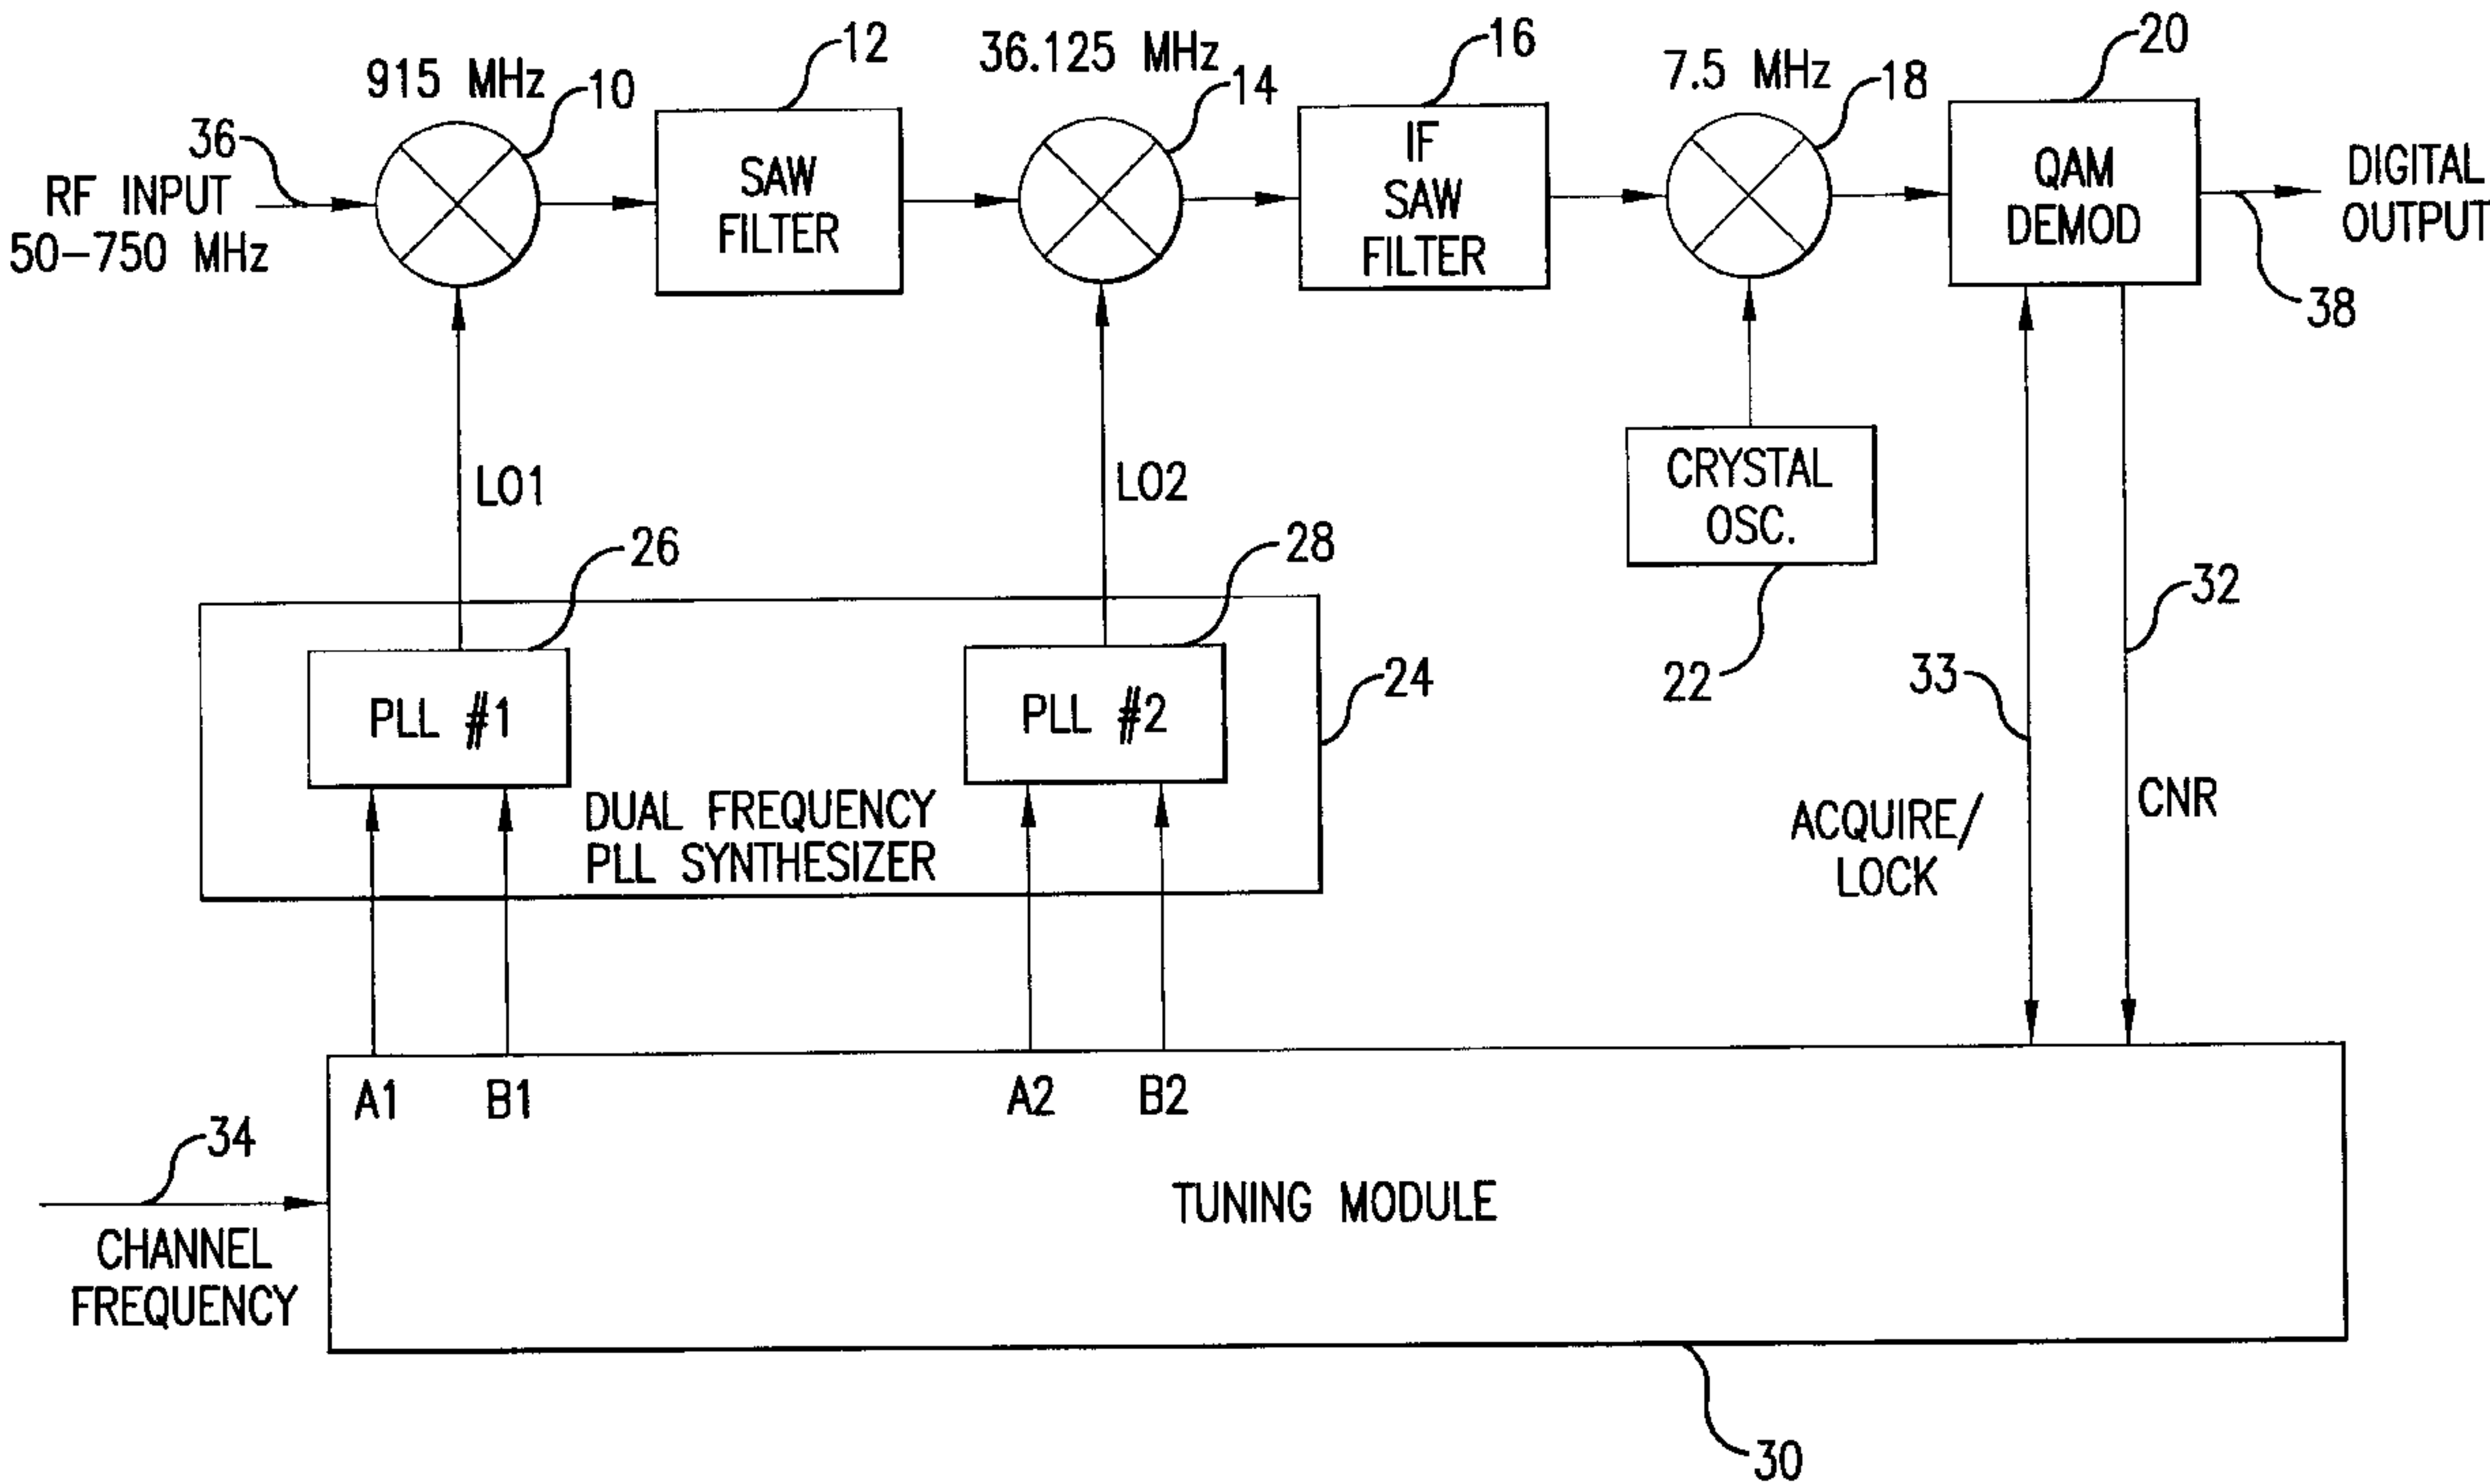 915 MHz
10
12
36.125 MHz
14
16
7.5 MHz
18
20
36
RF INPUT
50-750 MHz
SAW
FILTER
IF
SAW
FILTER
QAM
DEMOD
DIGITAL
OUTPUT
38
LO1
LO2
CRYSTAL
OSC.
22
26
28
24
PLL #1
PLL #2
DUAL FREQUENCY
PLL SYNTHESIZER
33
32
ACQUIRE/
LOCK
CNR
A1
B1
A2
B2
34
CHANNEL
FREQUENCY
TUNING MODULE
30